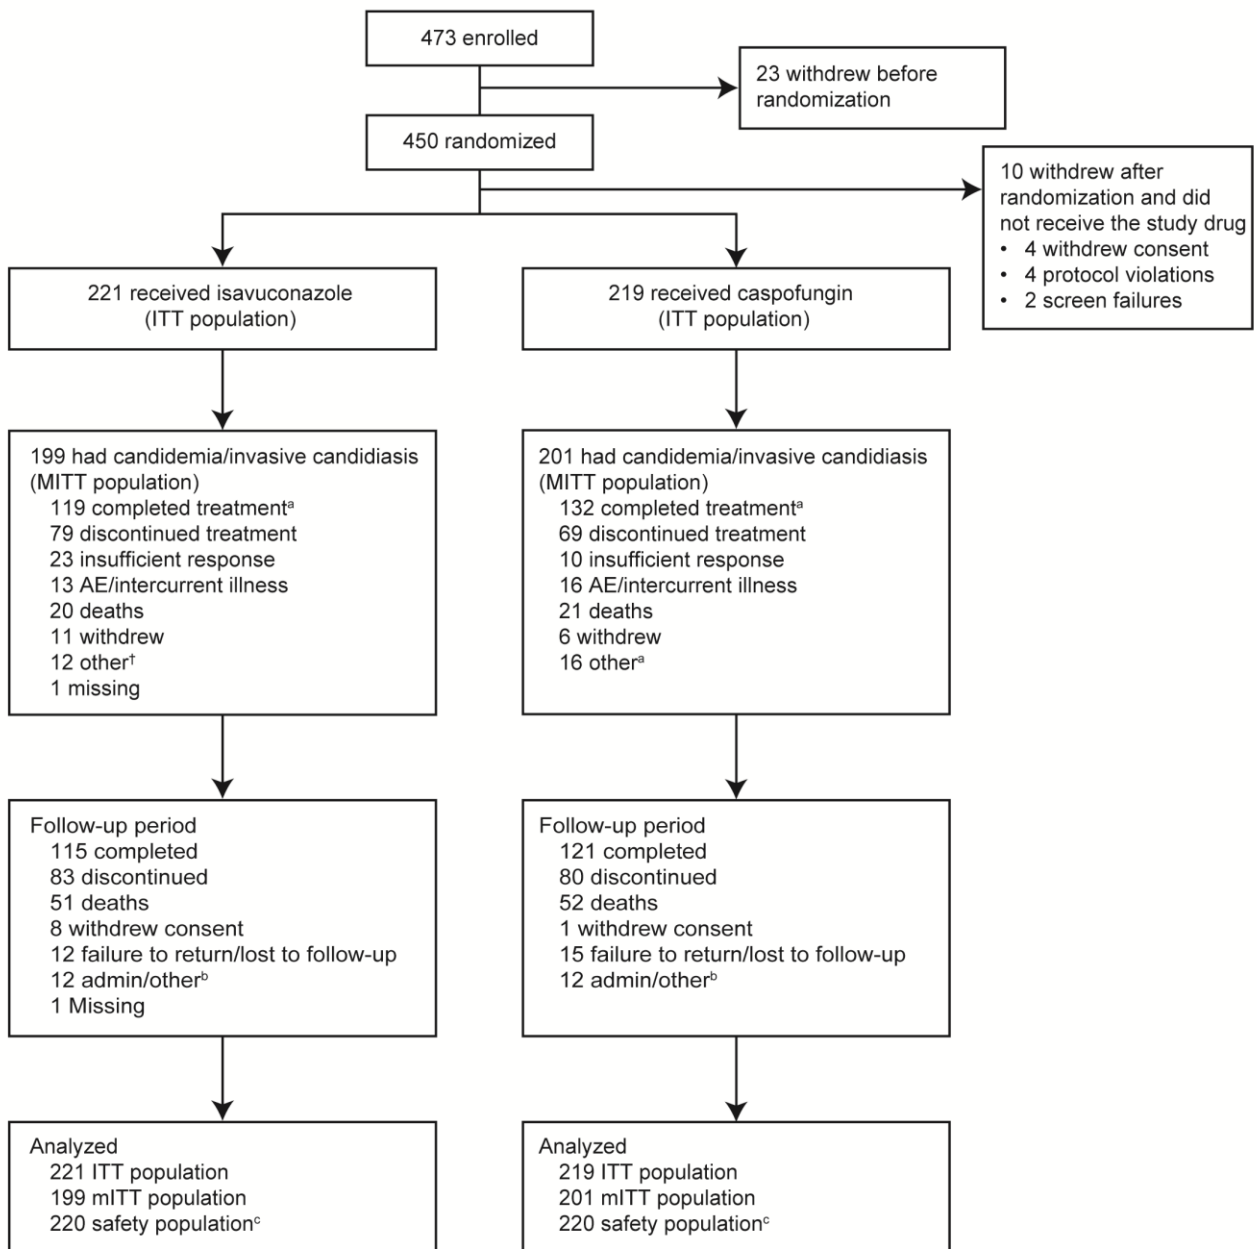 473 enrolled
23 withdrew before
randomization
450 randomized
10 withdrew after
randomization and did
not receive the study drug
• 4 withdrew consent
• 4 protocol violations
• 2 screen failures
221 received isavuconazole
(ITT population)
219 received caspofungin
(ITT population)
199 had candidemia/invasive candidiasis
(MITT population)
119 completed treatmentᵃ
79 discontinued treatment
23 insufficient response
13 AE/intercurrent illness
20 deaths
11 withdrew
12 other†
1 missing
201 had candidemia/invasive candidiasis
(MITT population)
132 completed treatmentᵃ
69 discontinued treatment
10 insufficient response
16 AE/intercurrent illness
21 deaths
6 withdrew
16 otherᵃ
Follow-up period
115 completed
83 discontinued
51 deaths
8 withdrew consent
12 failure to return/lost to follow-up
12 admin/otherᵇ
1 Missing
Follow-up period
121 completed
80 discontinued
52 deaths
1 withdrew consent
15 failure to return/lost to follow-up
12 admin/otherᵇ
Analyzed
221 ITT population
199 mITT population
220 safety populationᶜ
Analyzed
219 ITT population
201 mITT population
220 safety populationᶜ